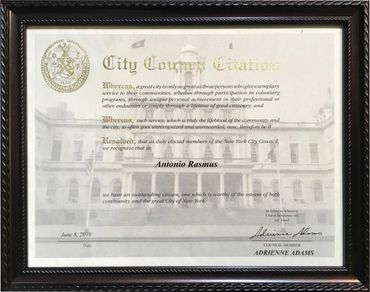 City Council Citation
Whereas, a great city is only as great as those persons who give exemplary
service to their communities, whether through participation in voluntary
programs, through unique personal achievement in their professional or
other endeavors or simply through a lifetime of good citizenry; and
Whereas, such service, which is truly the lifeblood of the community and
the city, so often goes unrecognized and unrewarded; now, therefore be it
Resolved, that as duly elected members of the New York City Council,
we recognize that in
Antonio Rasmus
we have an outstanding citizen, one which is worthy of the esteem of both
community and the great City of New York.
June 8, 2019
Date
Adrienne Adams
COUNCIL MEMBER
ADRIENNE ADAMS